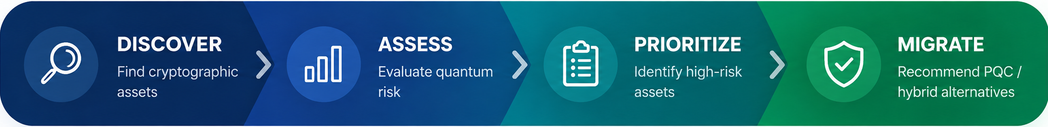 DISCOVER
Find cryptographic
assets
ASSESS
Evaluate quantum
risk
PRIORITIZE
Identify high-risk
assets
MIGRATE
Recommend PQC /
hybrid alternatives